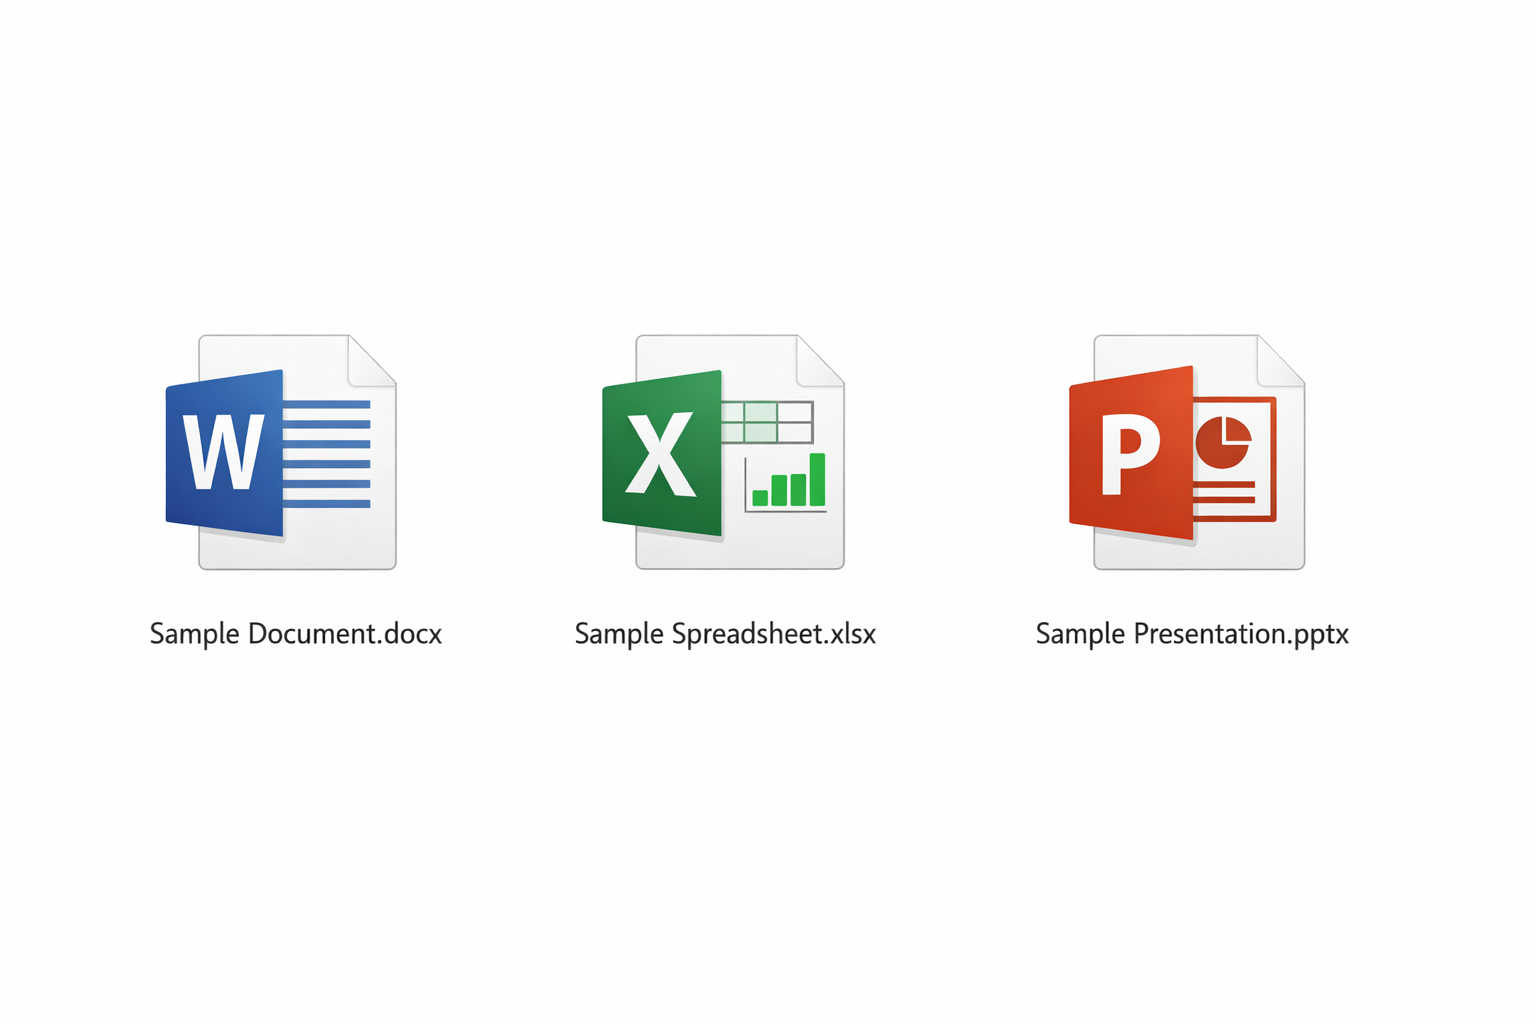 W
X
P
Sample Document.docx
Sample Spreadsheet.xlsx
Sample Presentation.pptx